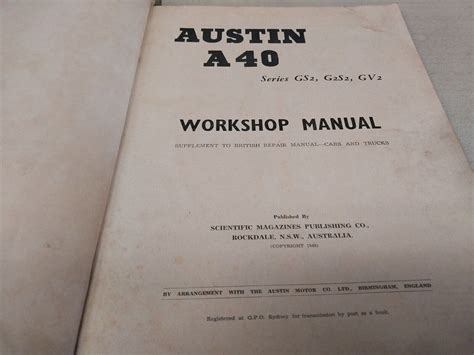 AUSTIN
A40
Series GS2, G2S2, GV2
WORKSHOP MANUAL
SUPPLEMENT TO BRITISH REPAIR MANUAL—CARS AND TRUCKS
Published By
SCIENTIFIC MAGAZINES PUBLISHING CO.,
ROCKDALE, N.S.W., AUSTRALIA.
(COPYRIGHT
BY ARRANGEMENT WITH THE AUSTIN MOTOR CO. LTD., BIRMINGHAM, ENGLAND
Registered at G.P.O. Sydney for transmission by post as a book.